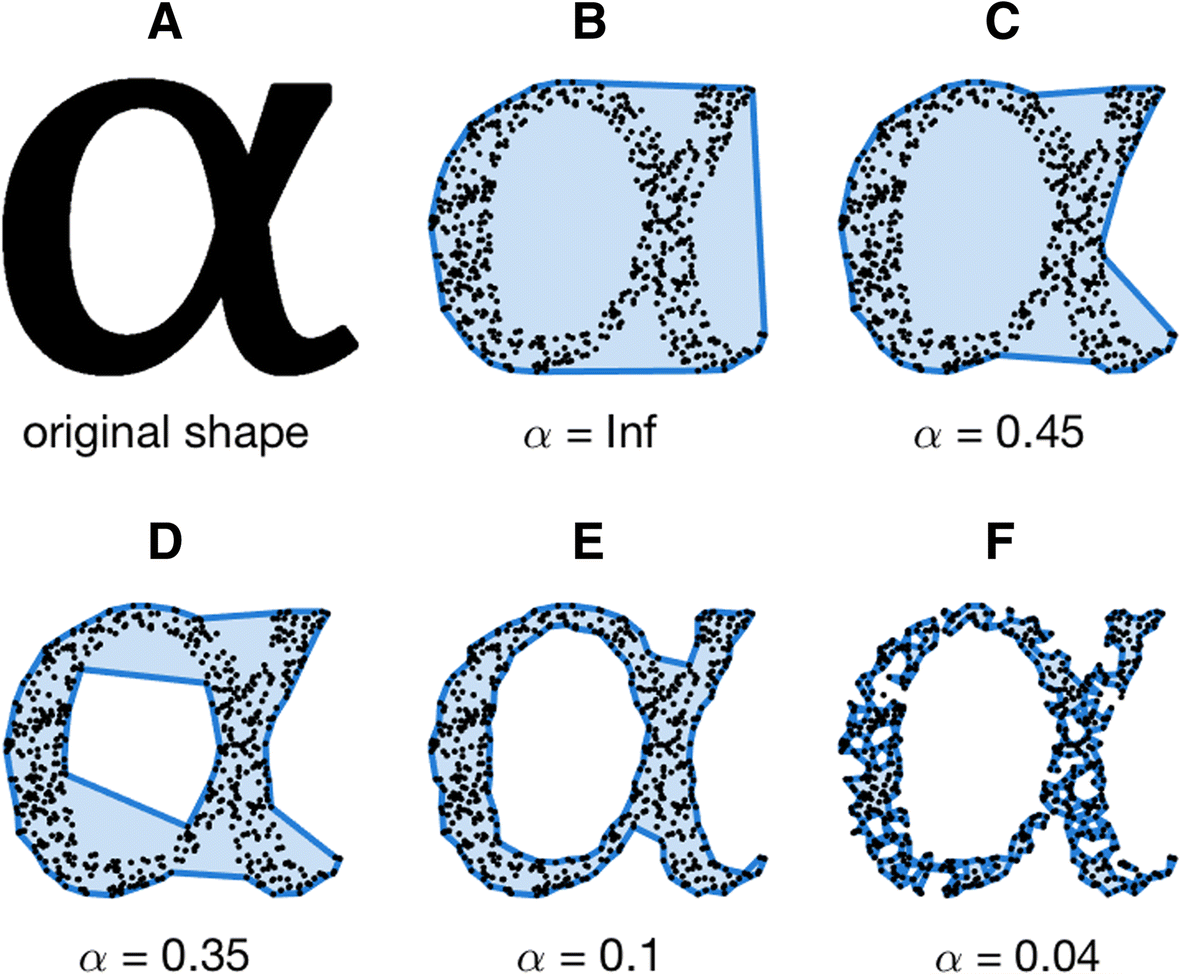 A
B
C
α
original shape
α = Inf
α = 0.45
D
E
F
α = 0.35
α = 0.1
α = 0.04